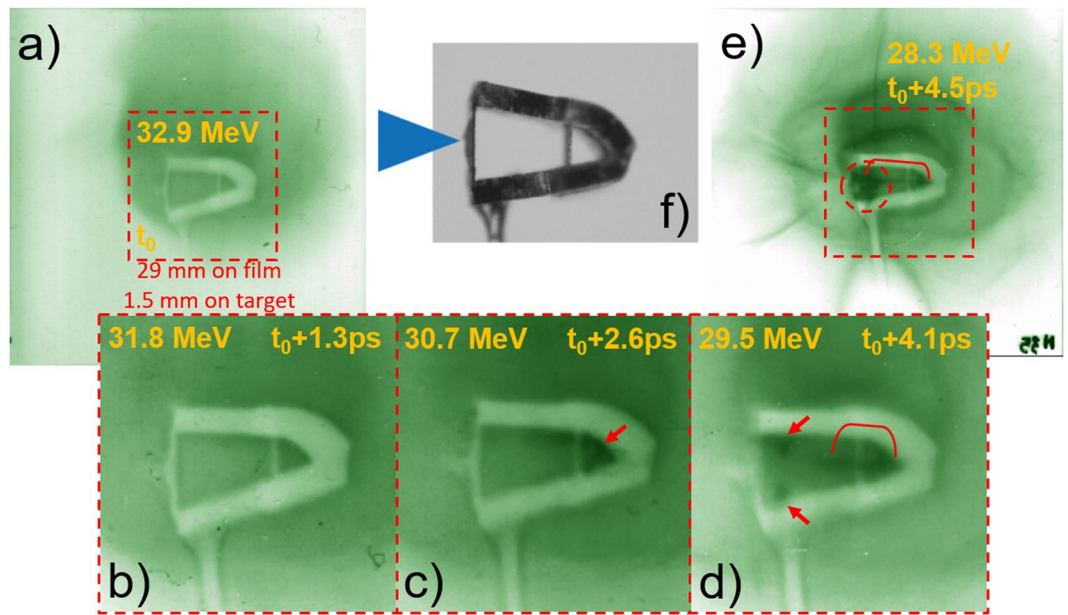 a)
32.9 MeV
t₀
29 mm on film
1.5 mm on target
f)
e)
28.3 MeV
t₀+4.5ps
31.8 MeV t₀+1.3ps
b)
30.7 MeV t₀+2.6ps
c)
29.5 MeV t₀+4.1ps
d)